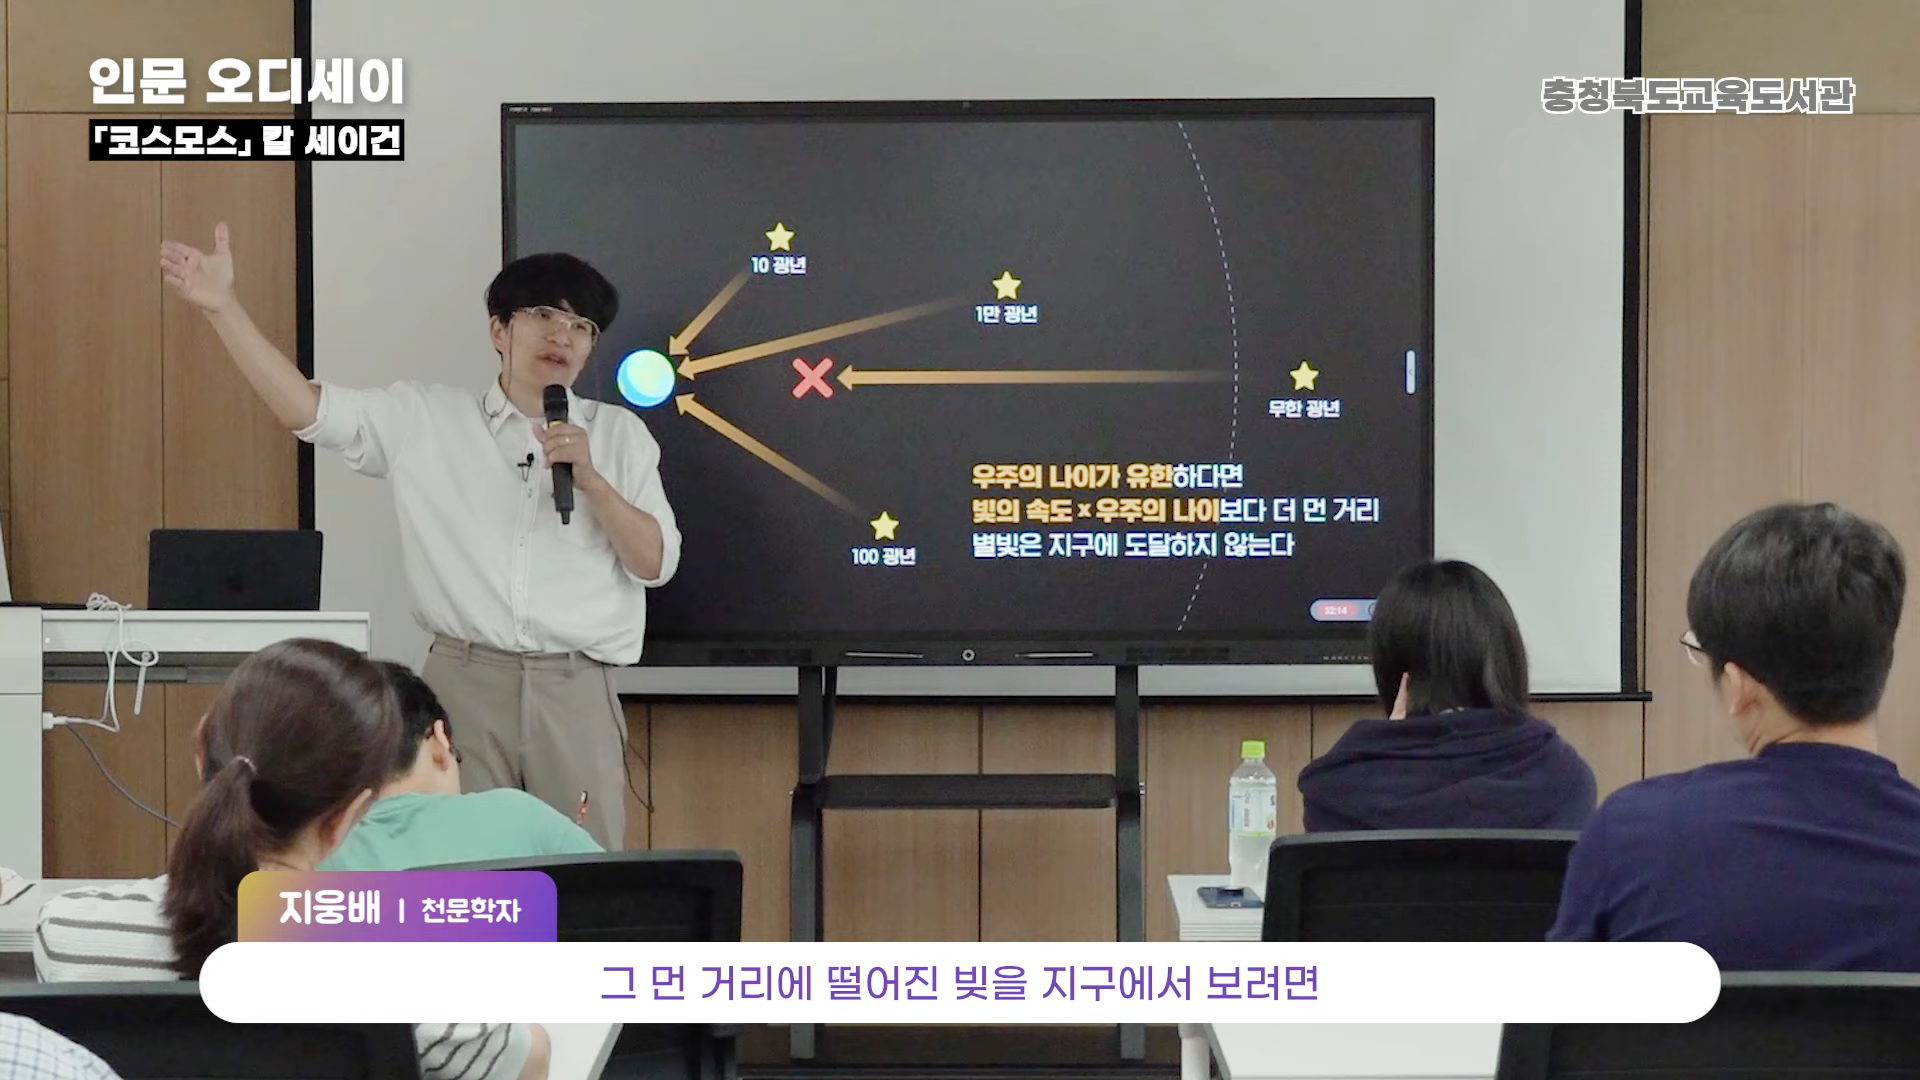 인문 오디세이
「코스모스」 칼 세이건
충청북도교육도서관
10 광년
1만 광년
무한 광년
100 광년
우주의 나이가 유한하다면
빛의 속도 x 우주의 나이보다 더 먼 거리
별빛은 지구에 도달하지 않는다
32:14
지웅배 | 천문학자
그 먼 거리에 떨어진 빛을 지구에서 보려면